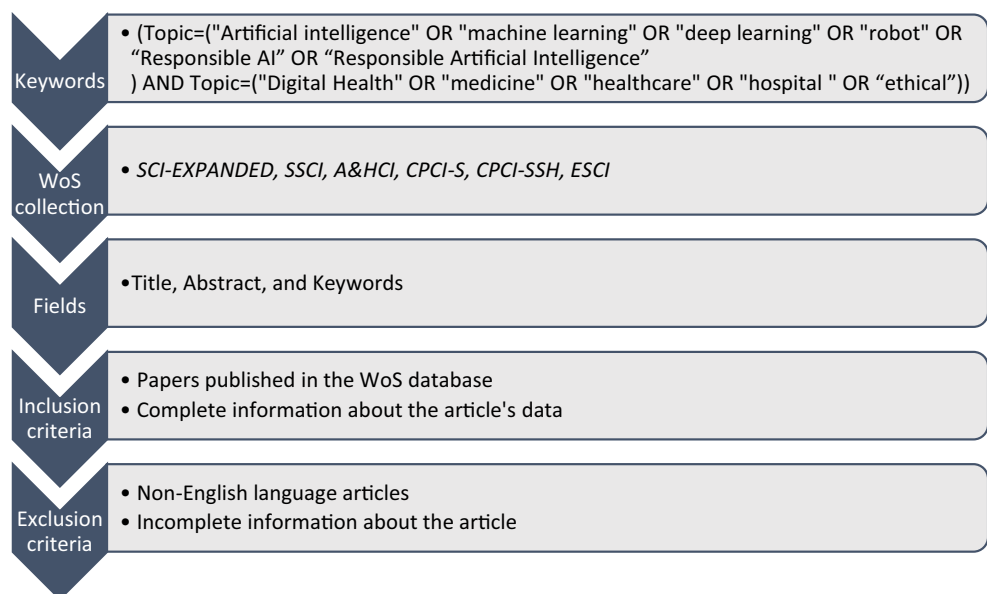 Keywords
• (Topic=("Artificial intelligence" OR "machine learning" OR "deep learning" OR "robot" OR
“Responsible AI” OR “Responsible Artificial Intelligence”
) AND Topic=("Digital Health" OR "medicine" OR "healthcare" OR "hospital " OR “ethical”))
WoS
collection
• SCI-EXPANDED, SSCI, A&HCI, CPCI-S, CPCI-SSH, ESCI
Fields
•Title, Abstract, and Keywords
Inclusion
criteria
• Papers published in the WoS database
• Complete information about the article's data
Exclusion
criteria
• Non-English language articles
• Incomplete information about the article